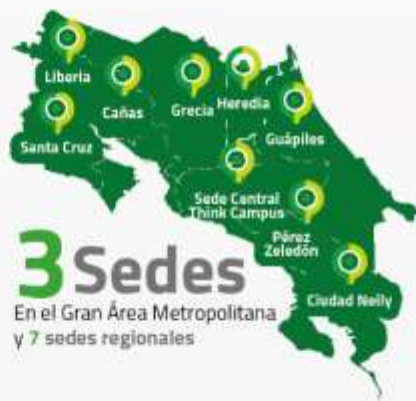 Liberia
Cañas
Grecia
Heredia
Guápiles
Santa Cruz
Sede Central
Think Campus
Pérez
Zeledón
Ciudad Neily
3 Sedes
En el Gran Área Metropolitana
y 7 sedes regionales